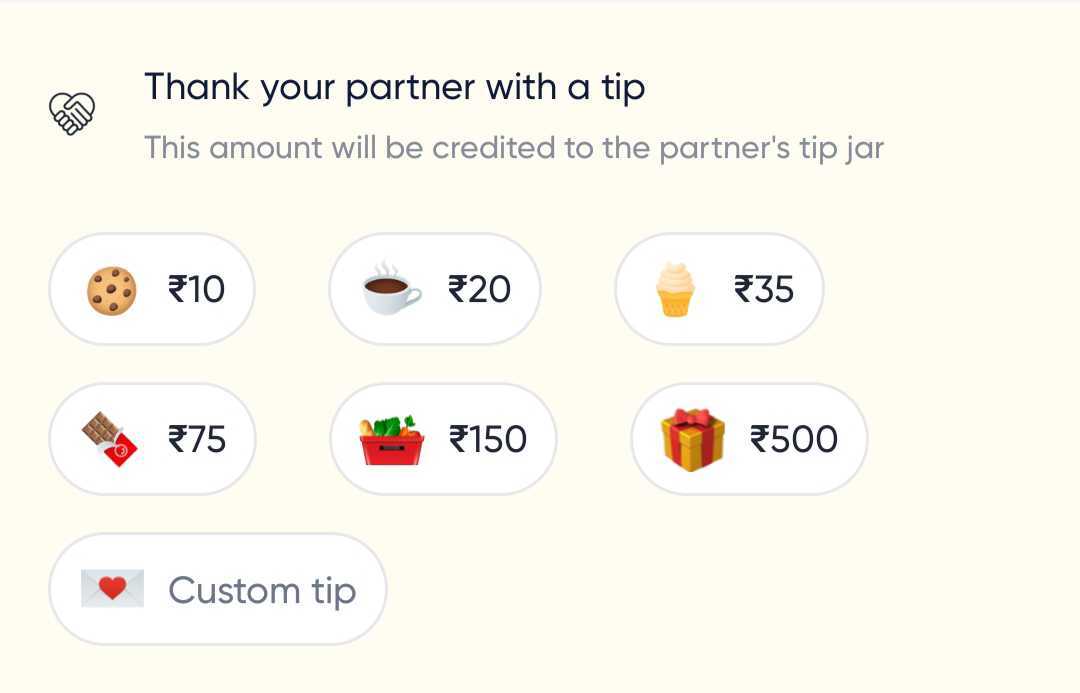 Thank your partner with a tip
This amount will be credited to the partner's tip jar
₹10 ₹20 ₹35
₹75 ₹150 ₹500
Custom tip